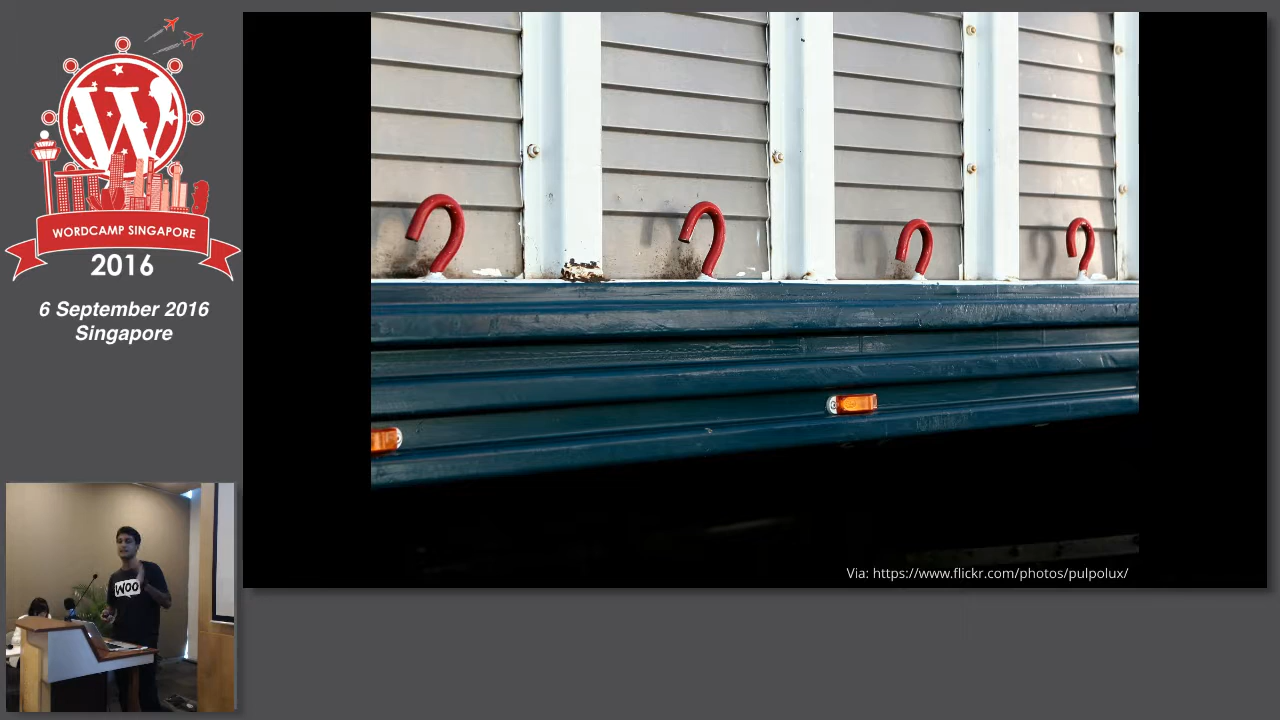 W
WORDCAMP SINGAPORE
2016
6 September 2016
Singapore
Via: https://www.flickr.com/photos/pulpolux/
WOO